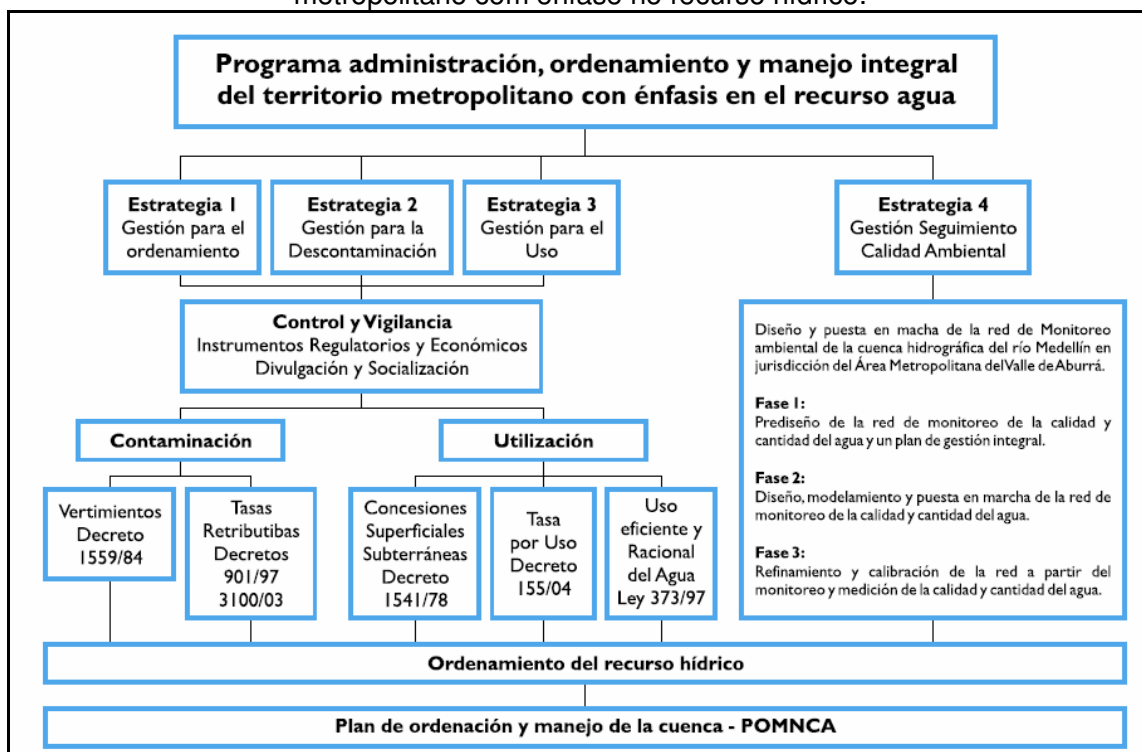 metropolitano com ênfase no recurso hídrico.
Programa administración, ordenamiento y manejo integral
del territorio metropolitano con énfasis en el recurso agua
Estrategia 1
Gestión para el
ordenamiento
Estrategia 2
Gestión para la
Descontaminación
Estrategia 3
Gestión para el
Uso
Estrategia 4
Gestión Seguimiento
Calidad Ambiental
Control y Vigilancia
Instrumentos Regulatorios y Económicos
Divulgación y Socialización
Contaminación
Utilización
Vertimientos
Decreto
1559/84
Tasas
Retributibas
Decretos
901/97
3100/03
Concesiones
Superficiales
Subterráneas
Decreto
1541/78
Tasa
por Uso
Decreto
155/04
Uso
eficiente y
Racional
del Agua
Ley 373/97
Diseño y puesta en macha de la red de Monitoreo
ambiental de la cuenca hidrográfica del río Medellín en
jurisdicción del Área Metropolitana del Valle de Aburrá.
Fase 1:
Prediseño de la red de monitoreo de la calidad y
cantidad del agua y un plan de gestión integral.
Fase 2:
Diseño, modelamiento y puesta en marcha de la red de
monitoreo de la calidad y cantidad del agua.
Fase 3:
Refinamiento y calibración de la red a partir del
monitoreo y medición de la calidad y cantidad del agua.
Ordenamiento del recurso hídrico
Plan de ordenación y manejo de la cuenca - POMNCA